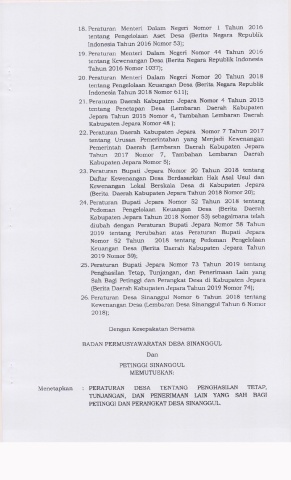 18. Peraturan Menteri Dalam Negeri Nomor 1 Tahun 2016
tentang Pengelolaan Aset Desa (Berita Negara Republik
Indonesia Tahun 2016 Nomor 53);
19. Peraturan Menteri Dalam Negeri Nomor 44 Tahun 2016
tentang Kewenangan Desa (Berita Negara Republik Indonesia
Tahun 2016 Nomor 1037);
20. Peraturan Menteri Dalam Negeri Nomor 20 Tahun 2018
tentang Pengelolaan Keuangan Desa (Berita Negara Republik
Indonesia Tahun 2018 Nomor 611);
21. Peraturan Daerah Kabupaten Jepara Nomor 4 Tahun 2015
tentang Penetapan Desa (Lembaran Daerah Kabupaten
Jepara Tahun 2015 Nomor 4, Tambahan Lembaran Daerah
Kabupaten Jepara Nomor 48);
22. Peraturan Daerah Kabupaten Jepara Nomor 7 Tahun 2017
tentang Urusan Pemerintahan yang Menjadi Kewenangan
Pemerintah Daerah (Lembaran Daerah Kabupaten Jepara
Tahun 2017 Nomor 7, Tambahan Lembaran Daerah
Kabupaten Jepara Nomor 5);
23. Peraturan Bupati Jepara Nomor 20 Tahun 2018 tentang
Daftar Kewenangan Desa Berdasarkan Hak Asal Usul dan
Kewenangan Lokal Berskala Desa di Kabupaten Jepara
(Berita Daerah Kabupaten Jepara Tahun 2018 Nomor 20);
24. Peraturan Bupati Jepara Nomor 52 Tahun 2018 tentang
Pedoman Pengelolaan Keuangan Desa (Berita Daerah
Kabupaten Jepara Tahun 2018 Nomor 53) sebagaimana telah
diubah dengan Peraturan Bupati Jepara Nomor 58 Tahun
2019 tentang Perubahan atas Peraturan Bupati Jepara
Nomor 52 Tahun 2018 tentang Pedoman Pengelolaan
Keuangan Desa (Berita Daerah Kabupaten Jepara Tahun
2019 Nomor 59);
25. Peraturan Bupati Jepara Nomor 73 Tahun 2019 tentang
Penghasilan Tetap, Tunjangan, dan Penerimaan Lain yang
Sah Bagi Petinggi dan Perangkat Desa di Kabupaten Jepara
(Berita Daerah Kabupaten Jepara Tahun 2019 Nomor 74);
26. Peraturan Desa Sinanggul Nomor 6 Tahun 2018 tentang
Kewenangan Desa (Lembaran Desa Sinanggul Tahun 6 Nomor
2018);
Dengan Kesepakatan Bersama
BADAN PERMUSYAWARATAN DESA SINANGGUL
Dan
PETINGGI SINANGGUL
MEMUTUSKAN:
Menetapkan : PERATURAN DESA TENTANG PENGHASILAN TETAP,
TUNJANGAN, DAN PENERIMAAN LAIN YANG SAH BAGI
PETINGGI DAN PERANGKAT DESA SINANGGUL.